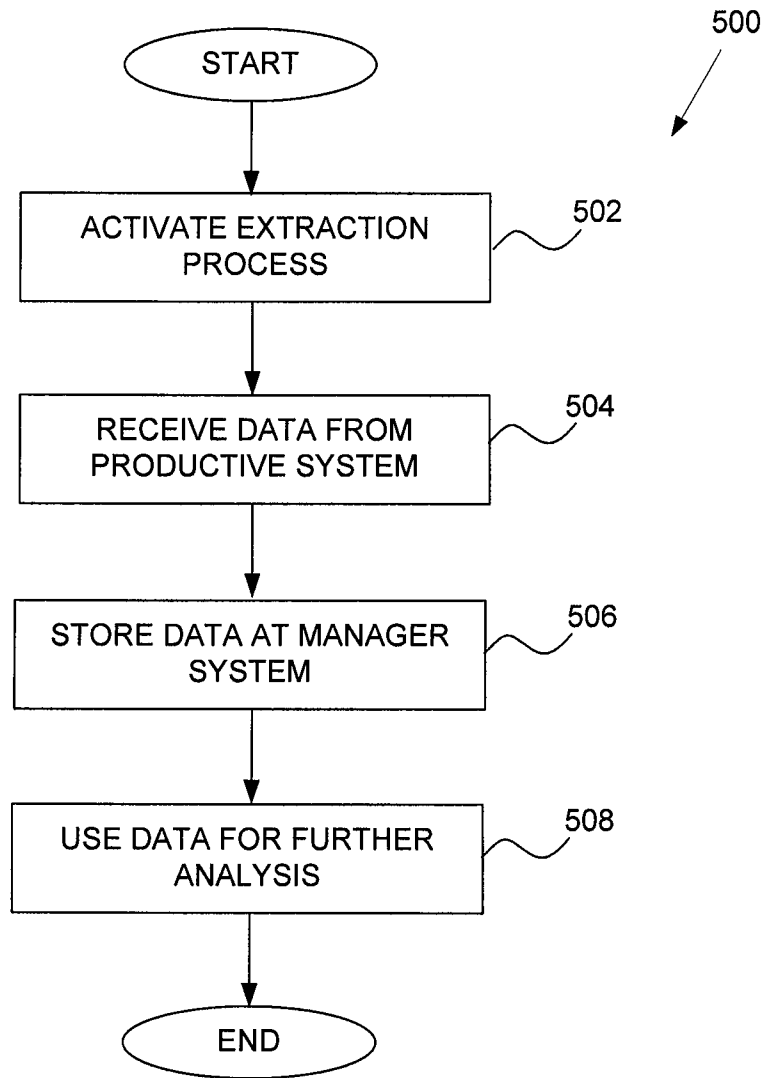 500
START
502
ACTIVATE EXTRACTION
PROCESS
504
RECEIVE DATA FROM
PRODUCTIVE SYSTEM
506
STORE DATA AT MANAGER
SYSTEM
508
USE DATA FOR FURTHER
ANALYSIS
END